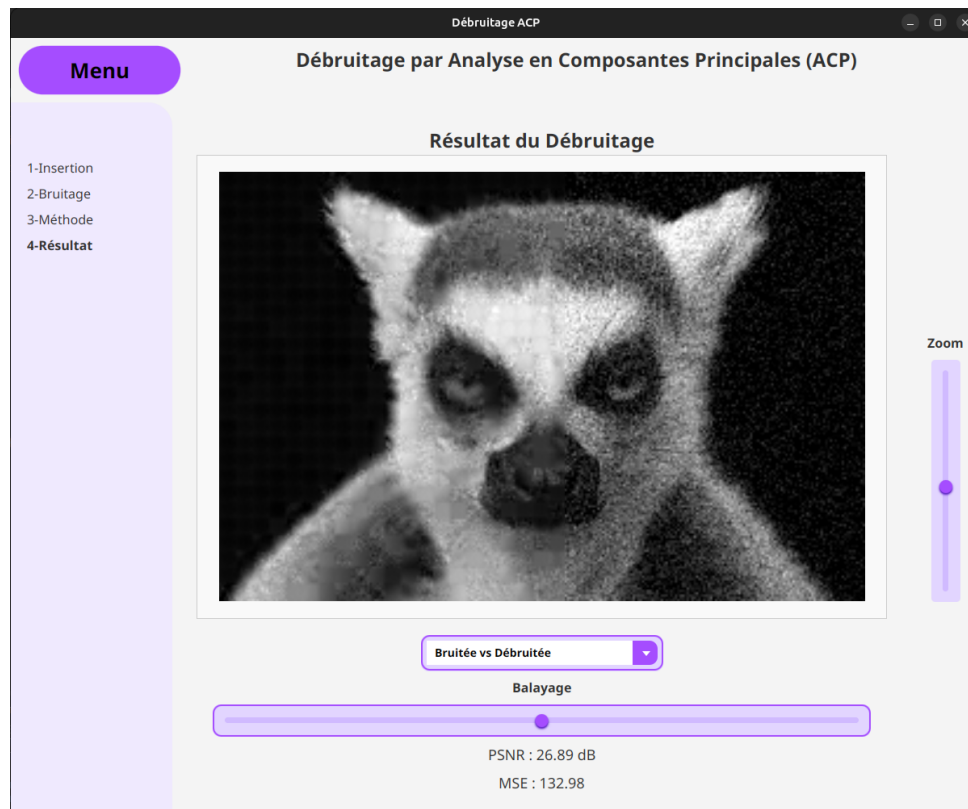 Débruitage ACP
Menu
Débruitage par Analyse en Composantes Principales (ACP)
1-Insertion
2-Bruitage
3-Méthode
4-Résultat
Résultat du Débruitage
Zoom
Bruitée vs Débruitée
Balayage
PSNR : 26.89 dB
MSE : 132.98